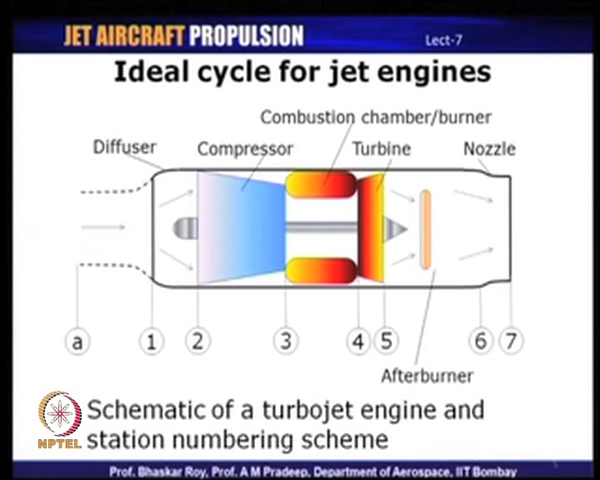 JET AIRCRAFT PROPULSION Lect-7
Ideal cycle for jet engines
Combustion chamber/burner
Diffuser Compressor Turbine Nozzle
a 1 2 3 4 5 6 7
Afterburner
Schematic of a turbojet engine and
station numbering scheme
NPTEL
Prof. Bhaskar Roy, Prof. A M Pradeep, Department of Aerospace, IIT Bombay